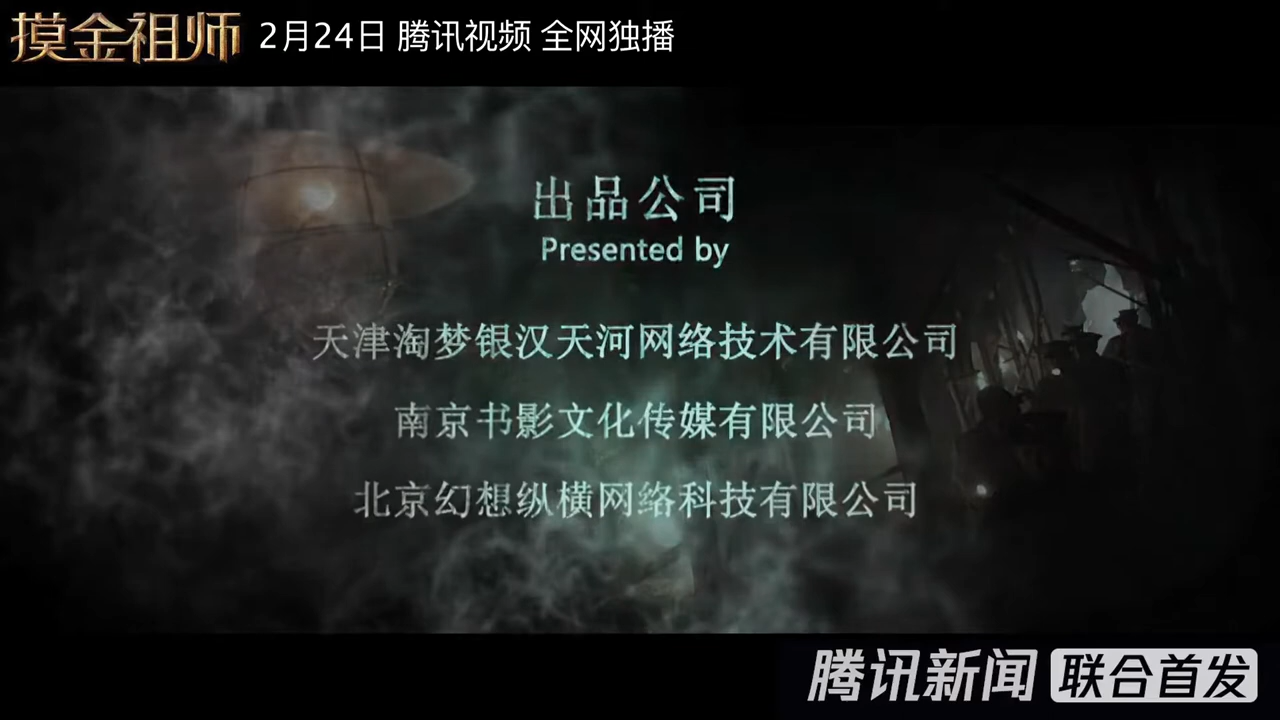 摸金祖师 2月24日 腾讯视频 全网独播
出品公司
Presented by
天津淘梦银汉天河网络技术有限公司
南京书影文化传媒有限公司
北京幻想纵横网络科技有限公司
腾讯新闻 联合首发